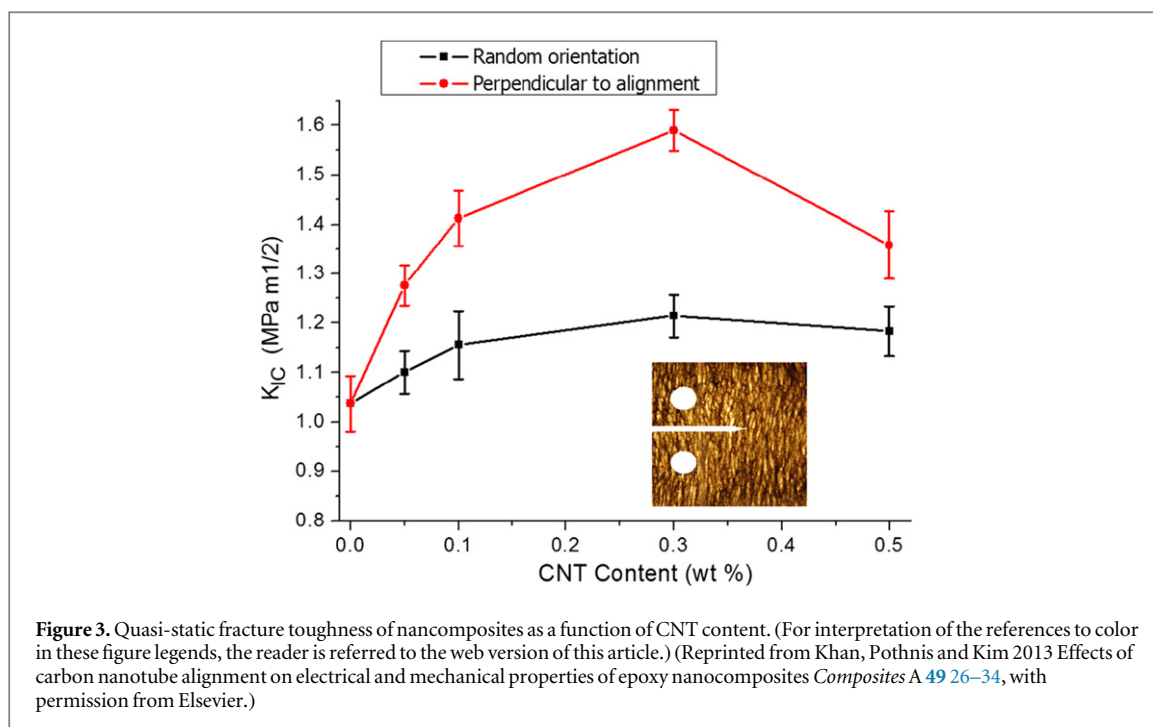 Random orientation
Perpendicular to alignment
1.6
1.5
1.4
1.3
1.2
1.1
1.0
0.9
0.8
K_IC (MPa m1/2)
0.0 0.1 0.2 0.3 0.4 0.5
CNT Content (wt %)
Figure 3. Quasi-static fracture toughness of nancomposites as a function of CNT content. (For interpretation of the references to color
in these figure legends, the reader is referred to the web version of this article.) (Reprinted from Khan, Pothnis and Kim 2013 Effects of
carbon nanotube alignment on electrical and mechanical properties of epoxy nanocomposites Composites A 49 26–34, with
permission from Elsevier.)